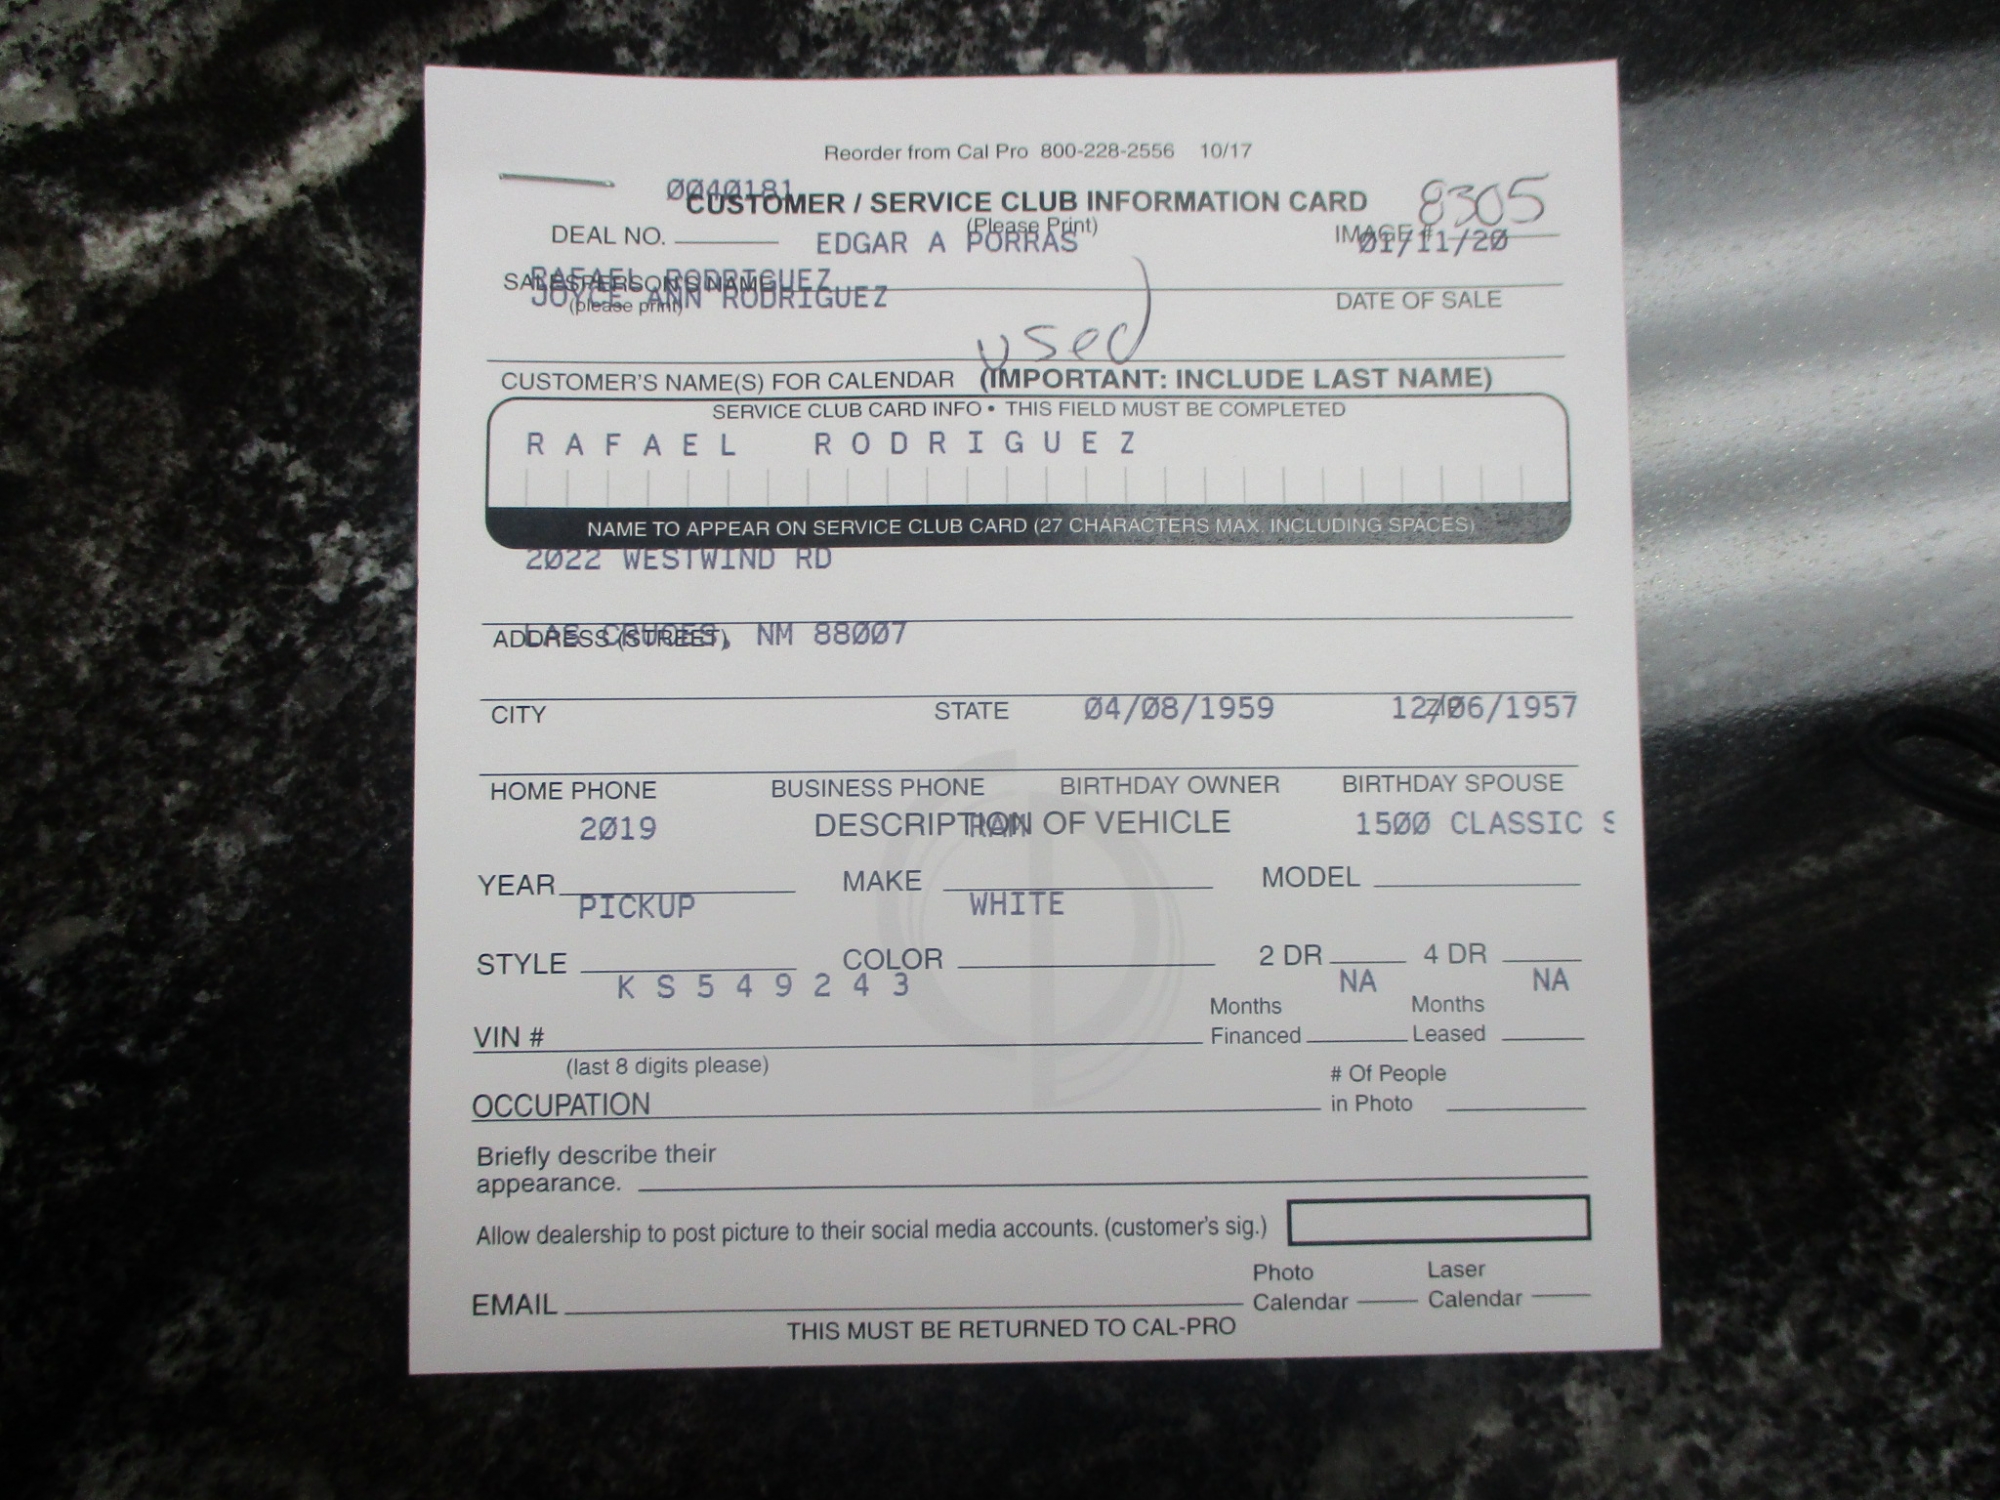 Reorder from Cal Pro 800-228-2556 10/17
0040181
CUSTOMER / SERVICE CLUB INFORMATION CARD 8305
(Please Print)
DEAL NO. EDGAR A PORRAS IMAGE # 01/11/20
RAFAEL RODRIGUEZ
SALESPERSON'S NAME
JOYCE ANN RODRIGUEZ
(please print) DATE OF SALE
used
CUSTOMER'S NAME(S) FOR CALENDAR (IMPORTANT: INCLUDE LAST NAME)
SERVICE CLUB CARD INFO • THIS FIELD MUST BE COMPLETED
RAFAEL RODRIGUEZ
NAME TO APPEAR ON SERVICE CLUB CARD (27 CHARACTERS MAX. INCLUDING SPACES)
2022 WESTWIND RD
LAS CRUCES, NM 88007
ADDRESS (STREET)
04/08/1959 12/06/1957
CITY STATE ZIP
HOME PHONE BUSINESS PHONE BIRTHDAY OWNER BIRTHDAY SPOUSE
DESCRIPTION OF VEHICLE
2019 RAM 1500 CLASSIC S
YEAR MAKE MODEL
PICKUP WHITE
STYLE COLOR 2 DR 4 DR
KS549243 NA NA
VIN # Months Financed Months Leased
(last 8 digits please)
OCCUPATION # Of People in Photo
Briefly describe their
appearance.
Allow dealership to post picture to their social media accounts. (customer's sig.)
EMAIL Photo Calendar Laser Calendar
THIS MUST BE RETURNED TO CAL-PRO